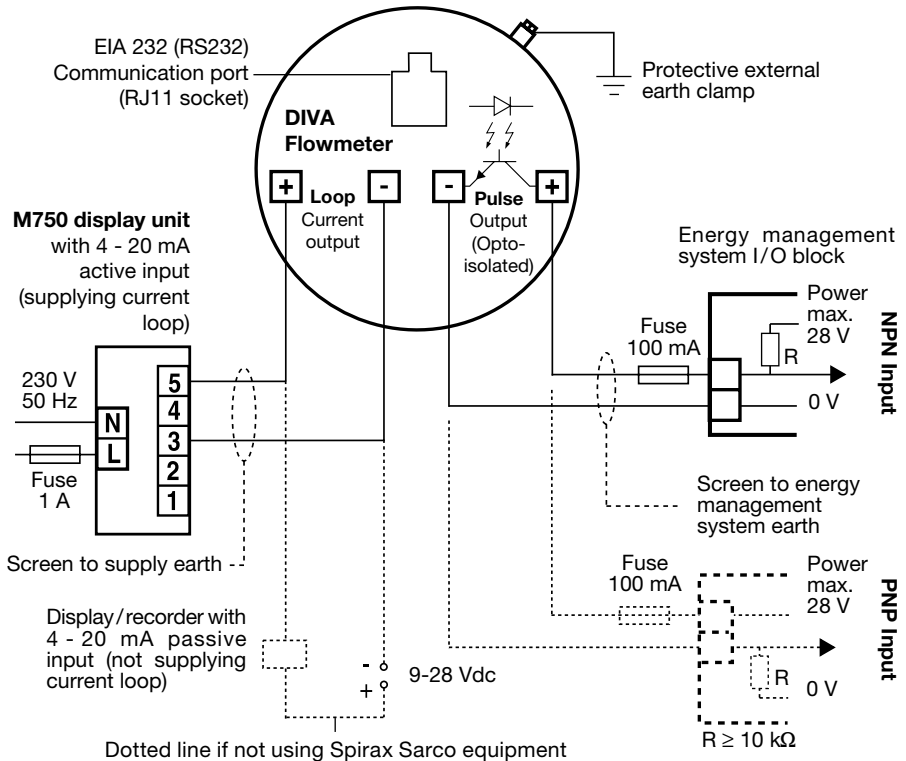 EIA 232 (RS232)
Communication port
(RJ11 socket)
Protective external
earth clamp
DIVA
Flowmeter
+
-
-
+
Loop
Current
output
Pulse
Output
(Opto-
isolated)
M750 display unit
with 4 - 20 mA
active input
(supplying current
loop)
230 V
50 Hz
N
L
Fuse
1 A
5
4
3
2
1
Screen to supply earth
Energy management
system I/O block
Fuse
100 mA
Power
max.
28 V
R
0 V
NPN Input
Screen to energy
management
system earth
Display/recorder with
4 - 20 mA passive
input (not supplying
current loop)
-
+
9-28 Vdc
Fuse
100 mA
Power
max.
28 V
R
0 V
PNP Input
R ≥ 10 kΩ
Dotted line if not using Spirax Sarco equipment